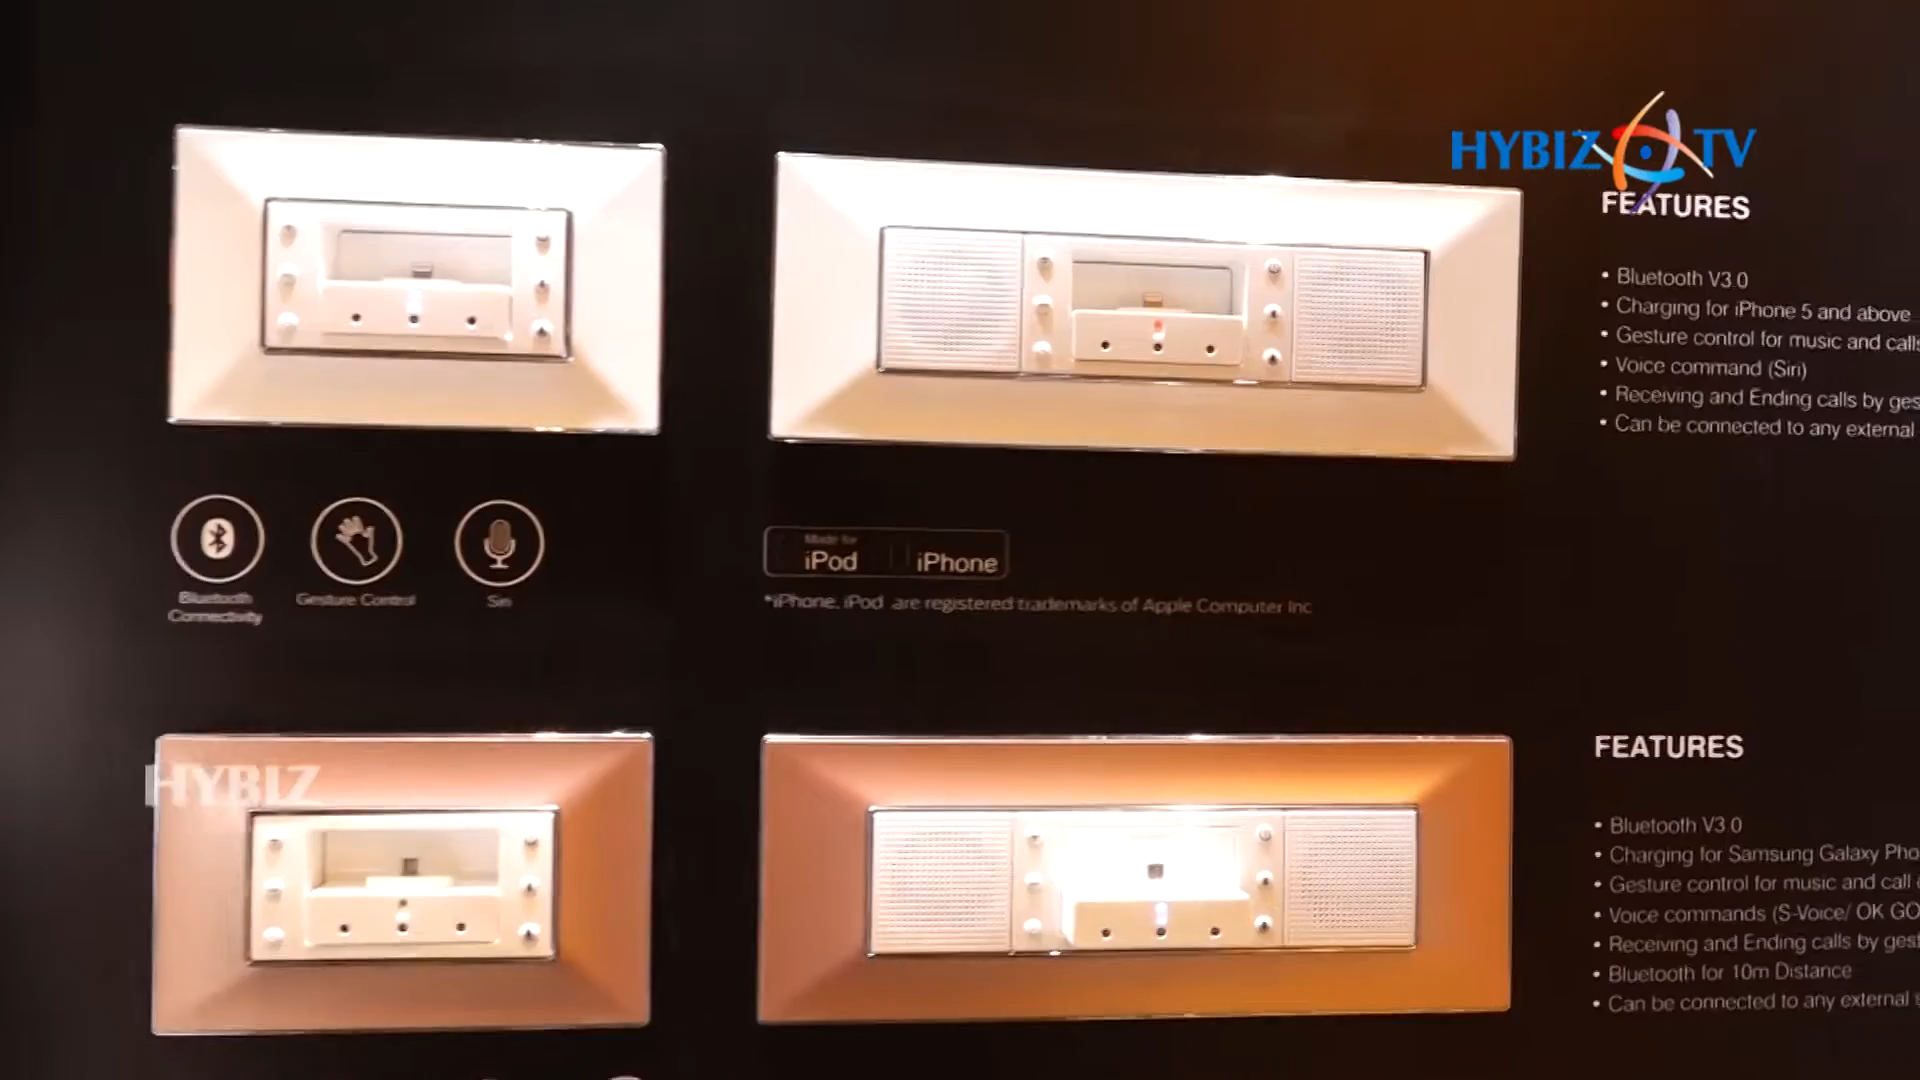 HYBIZ TV
FEATURES
• Bluetooth V3.0
• Charging for iPhone 5 and above
• Gesture control for music and calls
• Voice command (Siri)
• Receiving and Ending calls by ges
• Can be connected to any external
Bluetooth
Connectivity
Gesture Control
Siri
Made for
iPod
iPhone
*iPhone, iPod are registered trademarks of Apple Computer Inc
HYBIZ
FEATURES
• Bluetooth V3.0
• Charging for Samsung Galaxy Pho
• Gesture control for music and call
• Voice commands (S-Voice/ OK GO
• Receiving and Ending calls by gest
• Bluetooth for 10m Distance
• Can be connected to any external